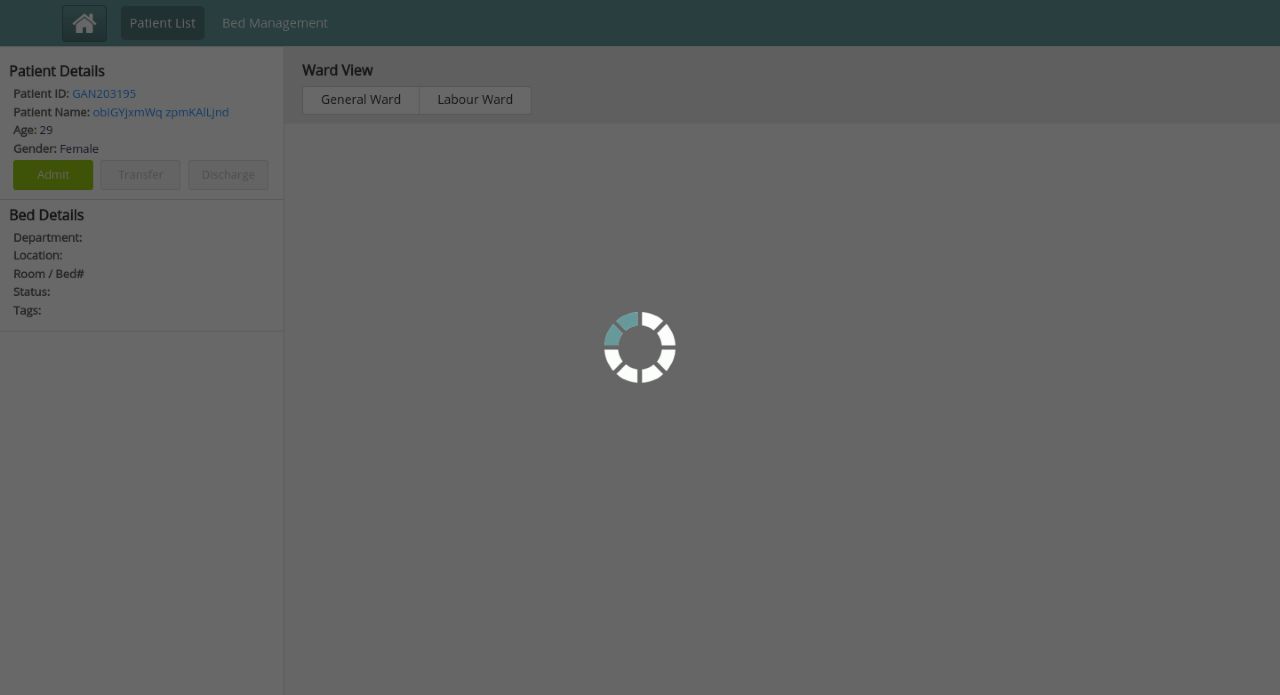 Patient List Bed Management
Patient Details
Patient ID: GAN203195
Patient Name: obiGYjxmWq zpmKAlLjnd
Age: 29
Gender: Female
Admit Transfer Discharge
Bed Details
Department:
Location:
Room / Bed#
Status:
Tags:
Ward View
General Ward Labour Ward